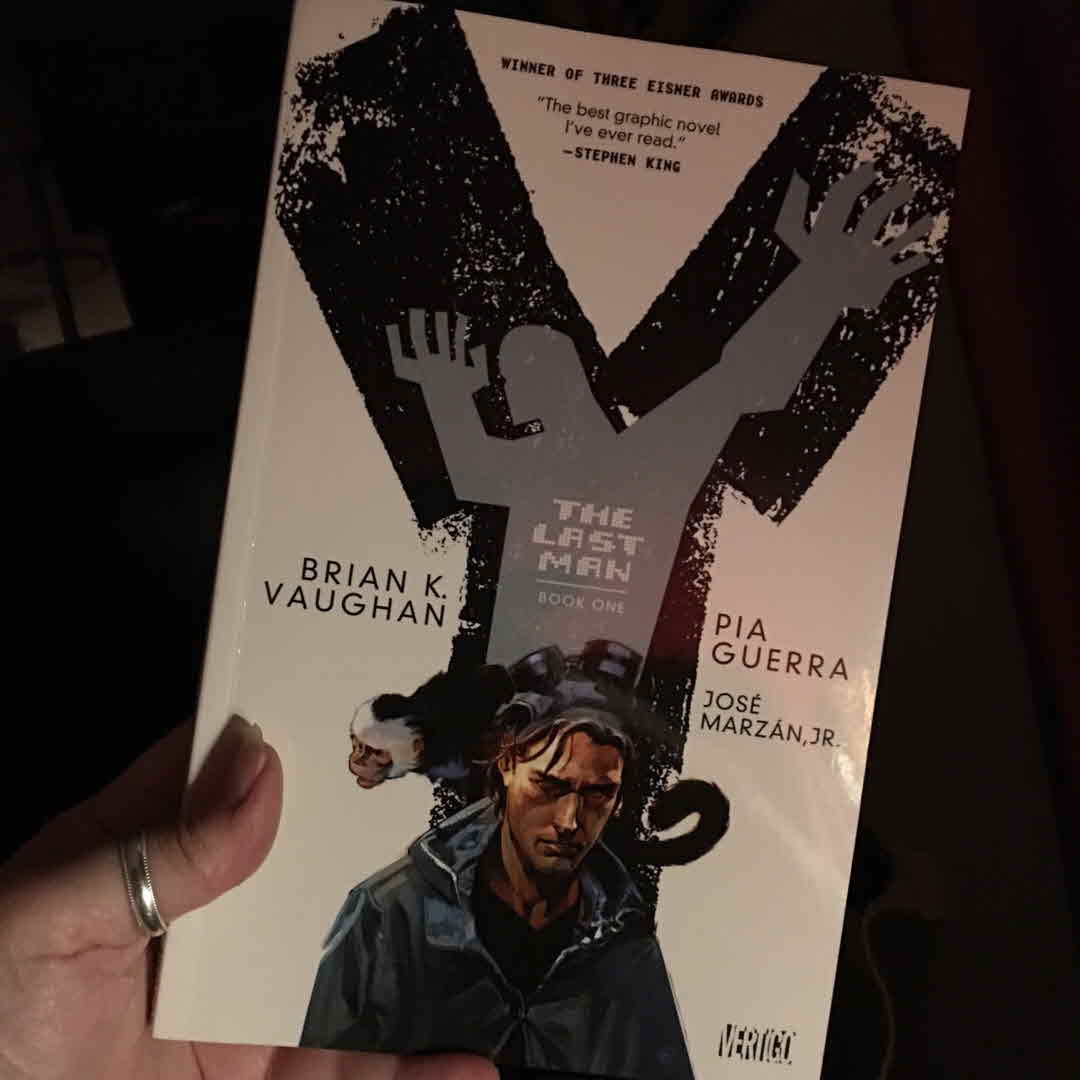 WINNER OF THREE EISNER AWARDS
“The best graphic novel
I’ve ever read.”
—STEPHEN KING
Y
THE
LAST
MAN
BOOK ONE
BRIAN K.
VAUGHAN
PIA
GUERRA
JOSÉ
MARZÁN, JR.
VERTIGO